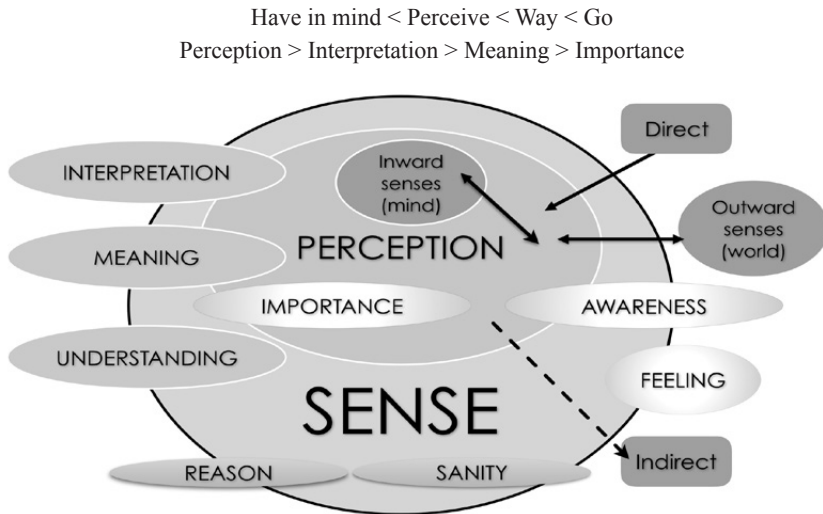 Have in mind < Perceive < Way < Go
Perception > Interpretation > Meaning > Importance
Direct
INTERPRETATION
Inward
senses
(mind)
Outward
senses
(world)
PERCEPTION
MEANING
IMPORTANCE
AWARENESS
UNDERSTANDING
FEELING
SENSE
REASON
SANITY
Indirect